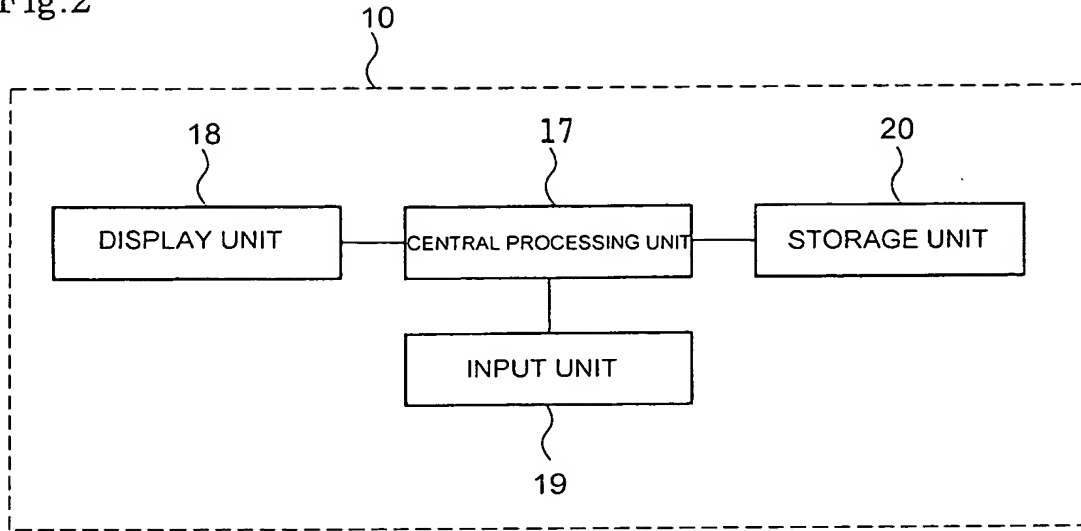 Fig.2
10
18
17
20
DISPLAY UNIT
CENTRAL PROCESSING UNIT
STORAGE UNIT
INPUT UNIT
19